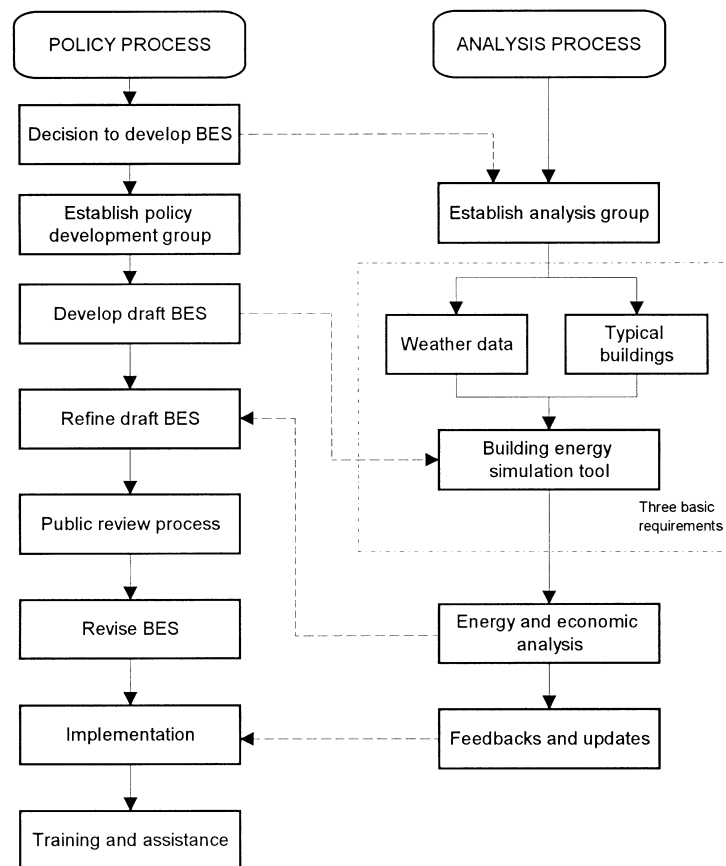 POLICY PROCESS
Decision to develop BES
Establish policy
development group
Develop draft BES
Refine draft BES
Public review process
Revise BES
Implementation
Training and assistance
ANALYSIS PROCESS
Establish analysis group
Weather data
Typical
buildings
Building energy
simulation tool
Three basic
requirements
Energy and economic
analysis
Feedbacks and updates